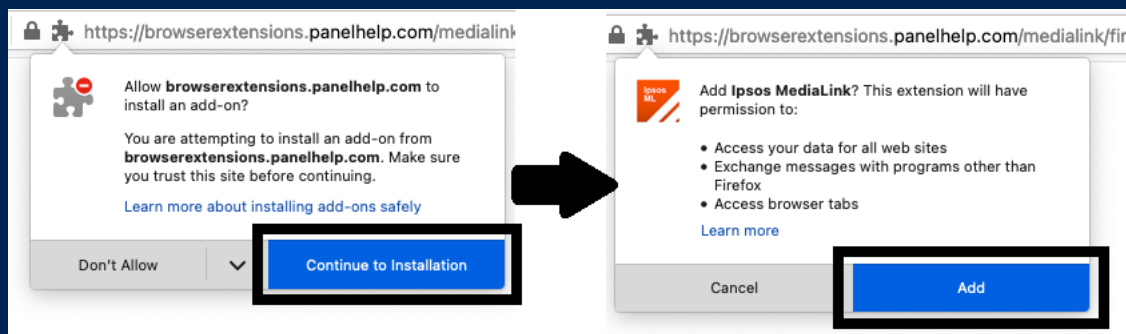 https://browserextensions.panelhelp.com/medialink
Allow browserextensions.panelhelp.com to
install an add-on?
You are attempting to install an add-on from
browserextensions.panelhelp.com. Make sure
you trust this site before continuing.
Learn more about installing add-ons safely
Don't Allow
Continue to Installation
https://browserextensions.panelhelp.com/medialink/fir
Ipsos
ML
Add Ipsos MediaLink? This extension will have
permission to:
• Access your data for all web sites
• Exchange messages with programs other than
Firefox
• Access browser tabs
Learn more
Cancel
Add